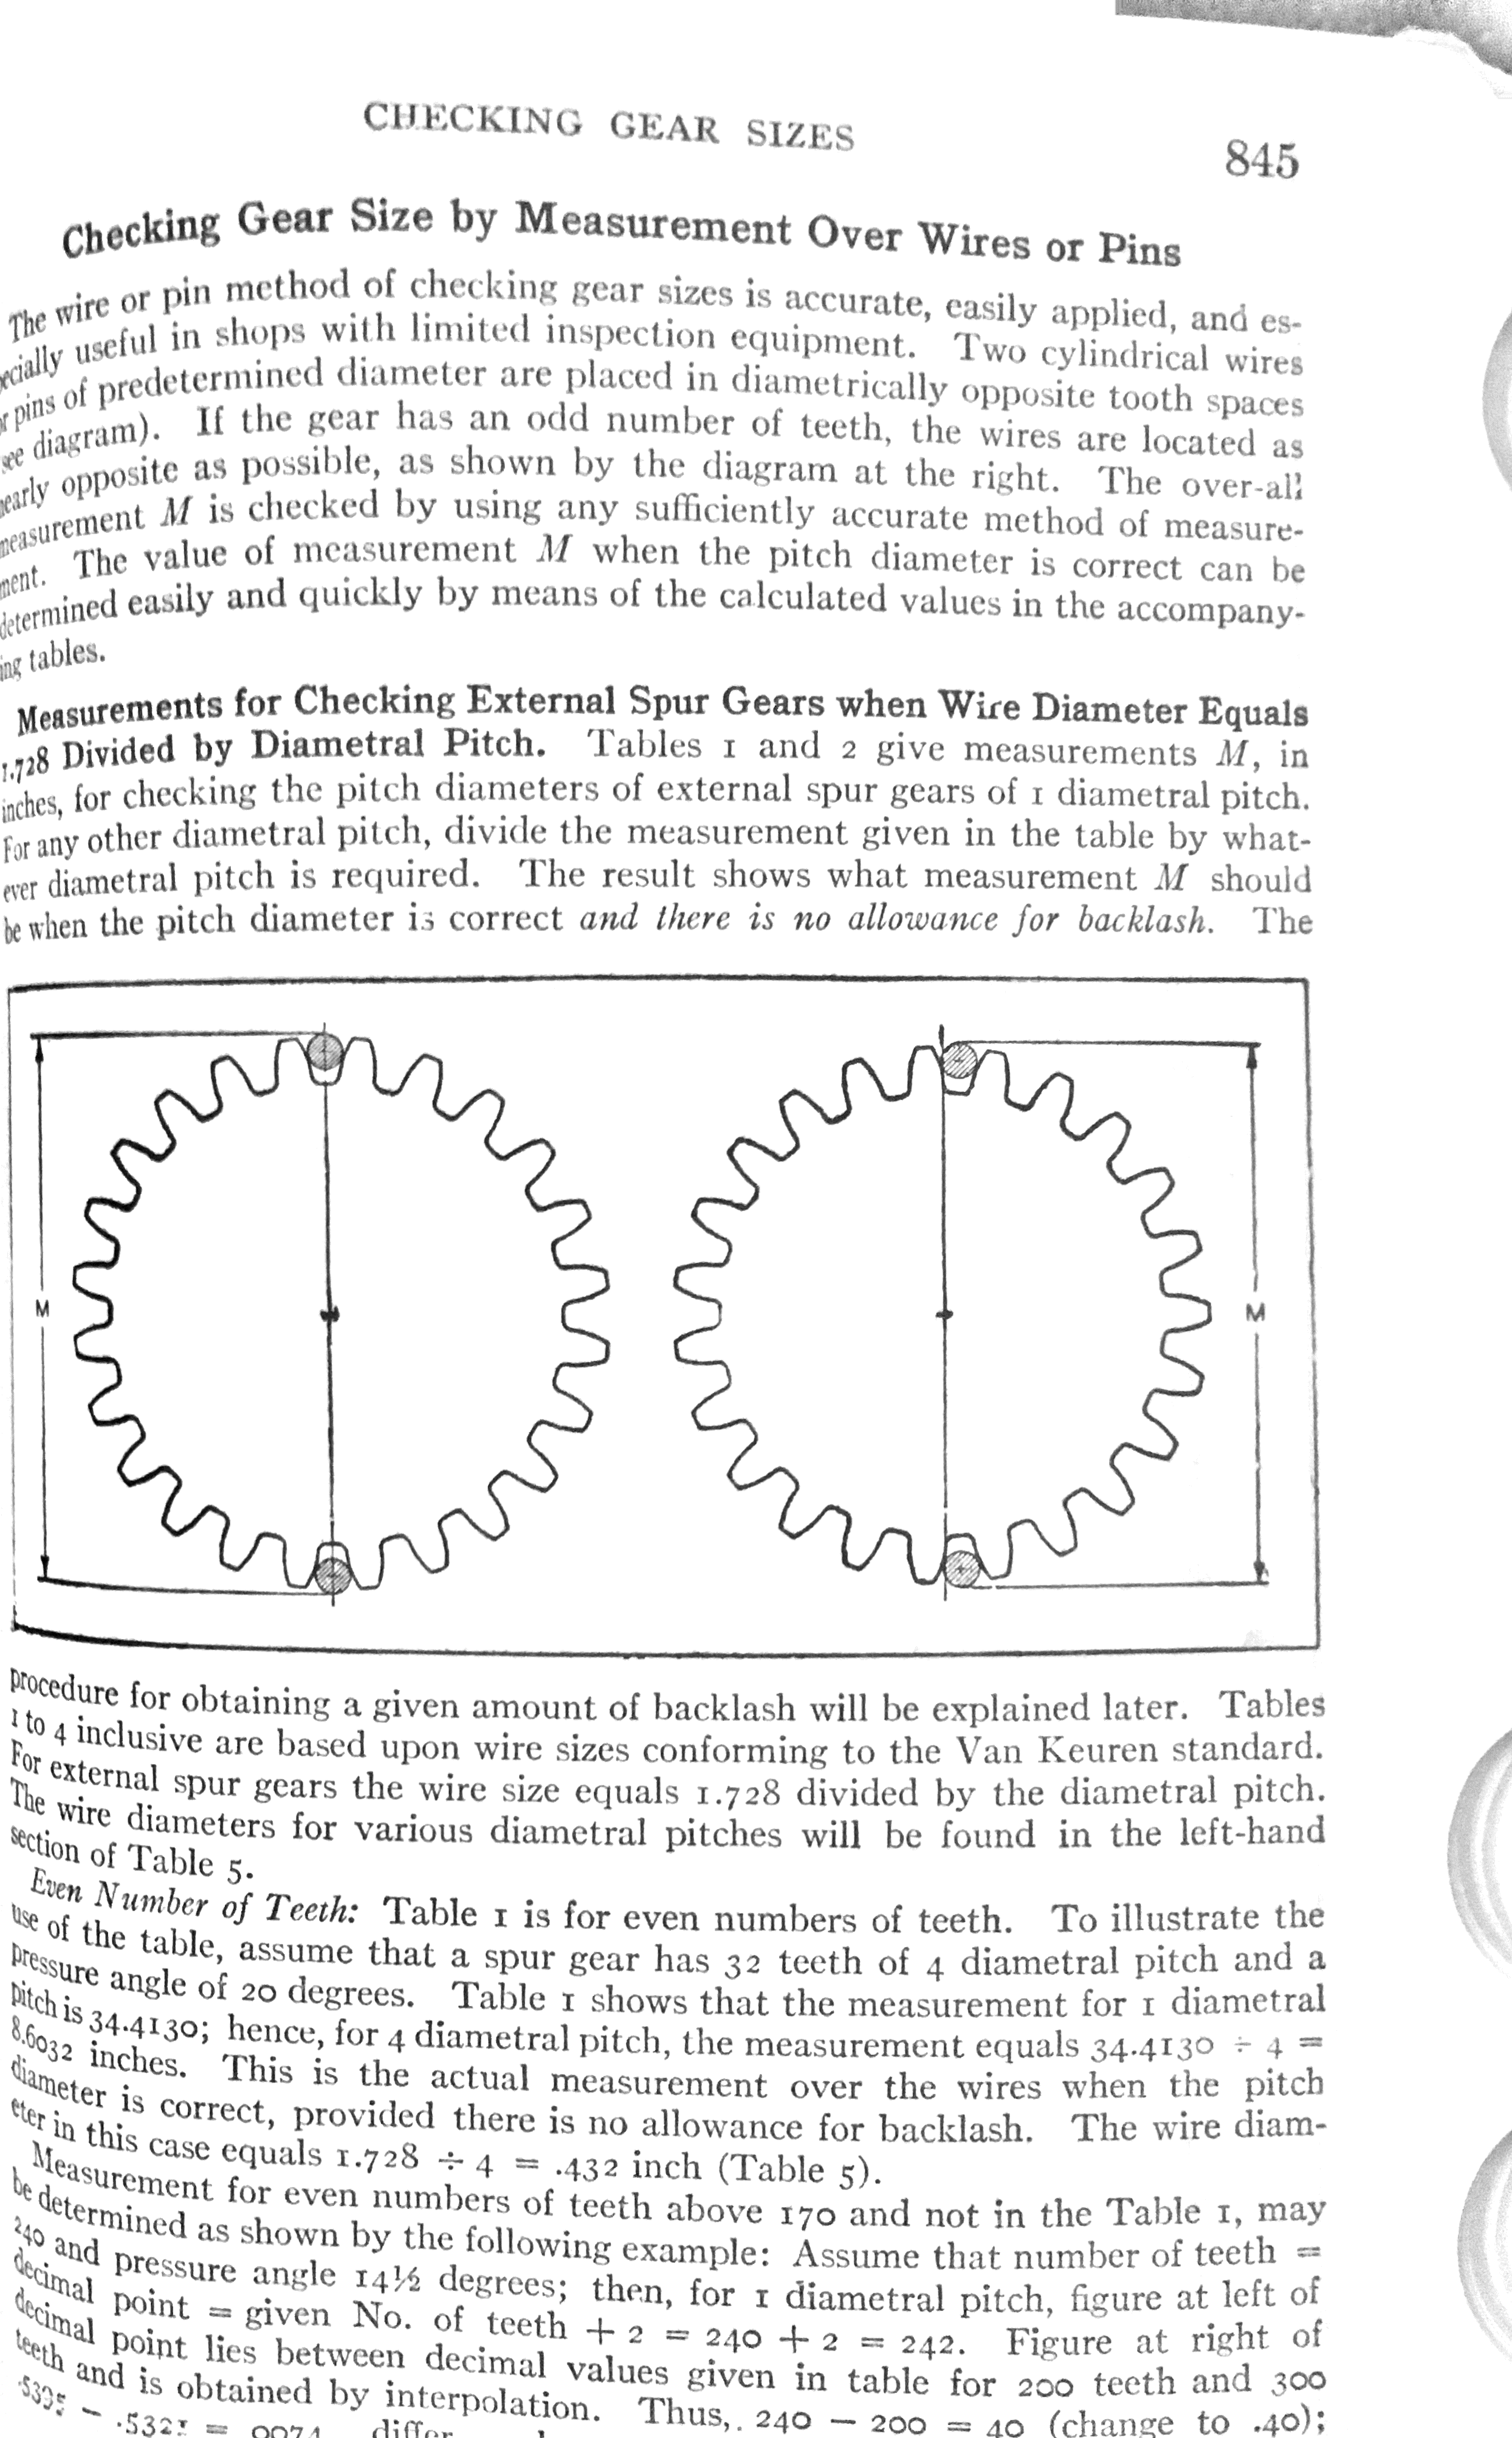 CHECKING GEAR SIZES
845
Checking Gear Size by Measurement Over Wires or Pins
The wire or pin method of checking gear sizes is accurate, easily applied, and es-
ecially useful in shops with limited inspection equipment. Two cylindrical wires
r pins of predetermined diameter are placed in diametrically opposite tooth spaces
see diagram). If the gear has an odd number of teeth, the wires are located as
early opposite as possible, as shown by the diagram at the right. The over-all
measurement M is checked by using any sufficiently accurate method of measure-
ment. The value of measurement M when the pitch diameter is correct can be
determined easily and quickly by means of the calculated values in the accompany-
ing tables.
Measurements for Checking External Spur Gears when Wire Diameter Equals
1.728 Divided by Diametral Pitch. Tables 1 and 2 give measurements M, in
inches, for checking the pitch diameters of external spur gears of 1 diametral pitch.
For any other diametral pitch, divide the measurement given in the table by what-
ever diametral pitch is required. The result shows what measurement M should
be when the pitch diameter is correct and there is no allowance for backlash. The
M
M
procedure for obtaining a given amount of backlash will be explained later. Tables
1 to 4 inclusive are based upon wire sizes conforming to the Van Keuren standard.
For external spur gears the wire size equals 1.728 divided by the diametral pitch.
The wire diameters for various diametral pitches will be found in the left-hand
section of Table 5.
Even Number of Teeth: Table 1 is for even numbers of teeth. To illustrate the
use of the table, assume that a spur gear has 32 teeth of 4 diametral pitch and a
pressure angle of 20 degrees. Table 1 shows that the measurement for 1 diametral
pitch is 34.4130; hence, for 4 diametral pitch, the measurement equals 34.4130 ÷ 4 =
8.6032 inches. This is the actual measurement over the wires when the pitch
diameter is correct, provided there is no allowance for backlash. The wire diam-
eter in this case equals 1.728 ÷ 4 = .432 inch (Table 5).
Measurement for even numbers of teeth above 170 and not in the Table 1, may
be determined as shown by the following example: Assume that number of teeth =
240 and pressure angle 14½ degrees; then, for 1 diametral pitch, figure at left of
decimal point = given No. of teeth + 2 = 240 + 2 = 242. Figure at right of
decimal point lies between decimal values given in table for 200 teeth and 300
teeth and is obtained by interpolation. Thus, 240 − 200 = 40 (change to .40);